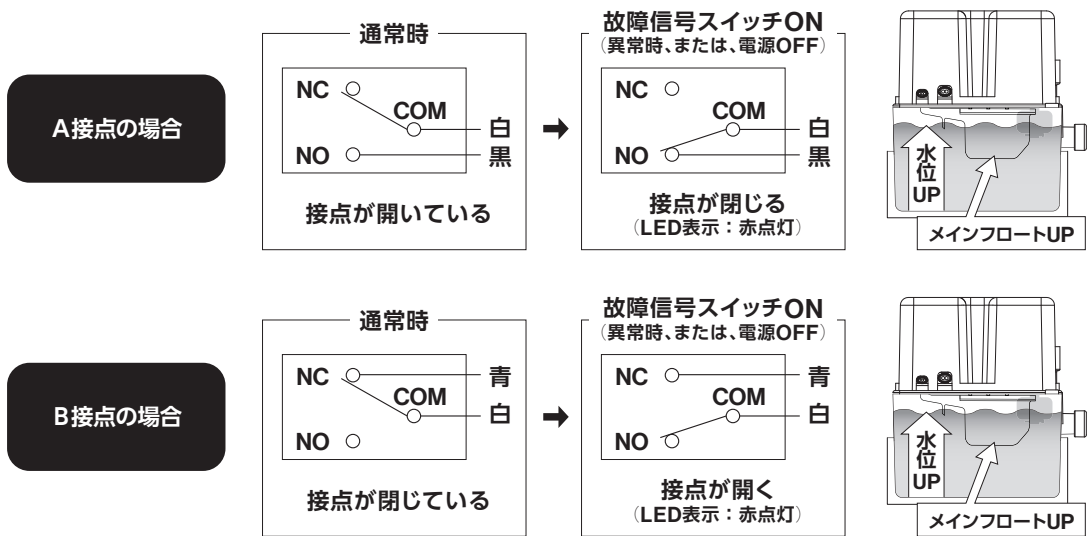 A接点の場合
通常時
NC
COM
NO
白
黒
接点が開いている
故障信号スイッチON
（異常時、または、電源OFF）
NC
COM
NO
白
黒
接点が閉じる
（LED表示：赤点灯）
水位UP
メインフロートUP
B接点の場合
通常時
NC
COM
NO
青
白
接点が閉じている
故障信号スイッチON
（異常時、または、電源OFF）
NC
COM
NO
青
白
接点が開く
（LED表示：赤点灯）
水位UP
メインフロートUP